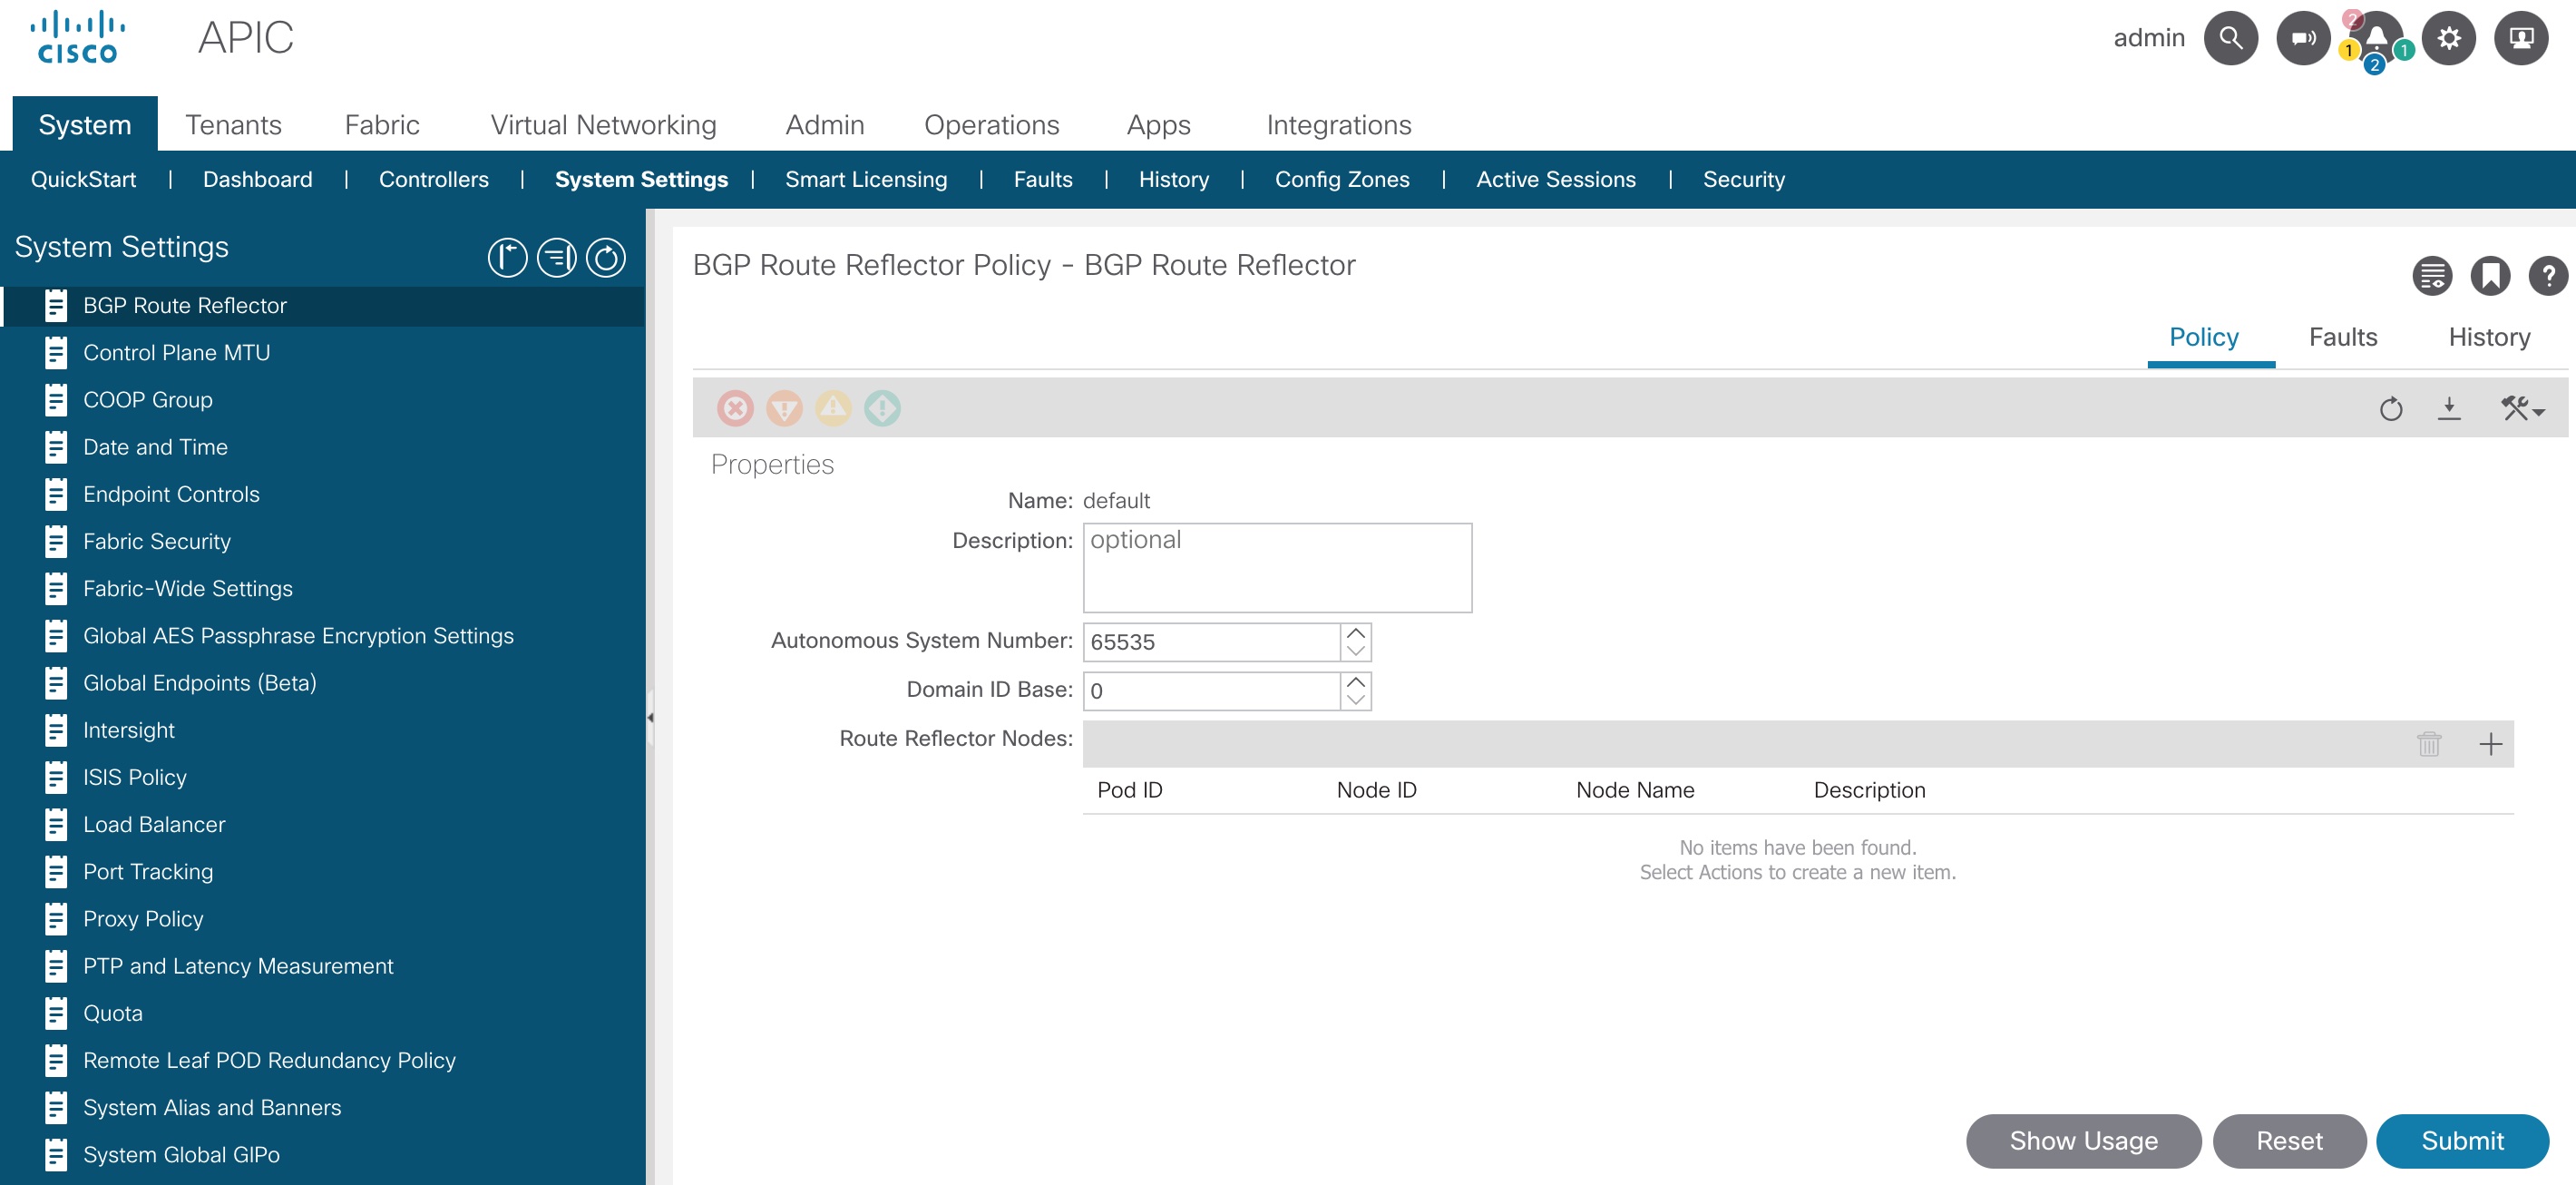 cisco
APIC
admin
2
1
1
2
System
Tenants
Fabric
Virtual Networking
Admin
Operations
Apps
Integrations
QuickStart | Dashboard | Controllers | System Settings | Smart Licensing | Faults | History | Config Zones | Active Sessions | Security
System Settings
BGP Route Reflector
Control Plane MTU
COOP Group
Date and Time
Endpoint Controls
Fabric Security
Fabric-Wide Settings
Global AES Passphrase Encryption Settings
Global Endpoints (Beta)
Intersight
ISIS Policy
Load Balancer
Port Tracking
Proxy Policy
PTP and Latency Measurement
Quota
Remote Leaf POD Redundancy Policy
System Alias and Banners
System Global GIPo
BGP Route Reflector Policy - BGP Route Reflector
?
Policy
Faults
History
Properties
Name: default
Description: optional
Autonomous System Number: 65535
Domain ID Base: 0
Route Reflector Nodes:
Pod ID Node ID Node Name Description
No items have been found.
Select Actions to create a new item.
Show Usage
Reset
Submit